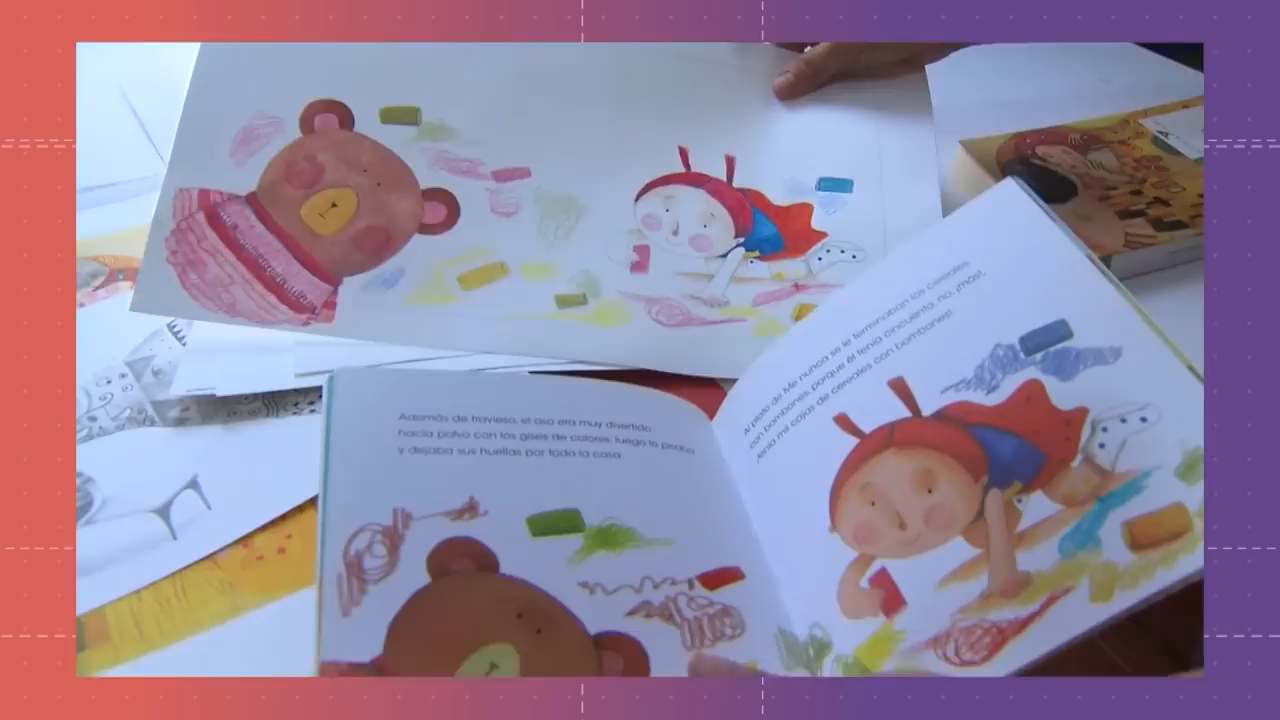 Además de travieso, el oso era muy divertido:
hacía polvo con los gises de colores, luego lo pisaba
y dejaba sus huellas por toda la casa
Al plato de Me nunca se le terminaban los cereales
con bombones, porque él tenía cincuenta, no, ¡más!,
¡tenía mil cajas de cereales con bombones!